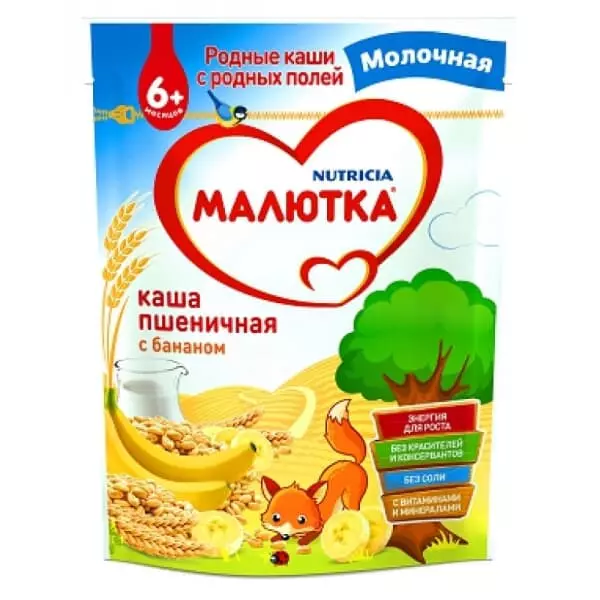 Родные каши
с родных полей
Молочная
6+
месяцев
NUTRICIA
МАЛЮТКА®
каша
пшеничная
с бананом
ЭНЕРГИЯ
ДЛЯ РОСТА
БЕЗ КРАСИТЕЛЕЙ
И КОНСЕРВАНТОВ
БЕЗ СОЛИ
С ВИТАМИНАМИ
И МИНЕРАЛАМИ